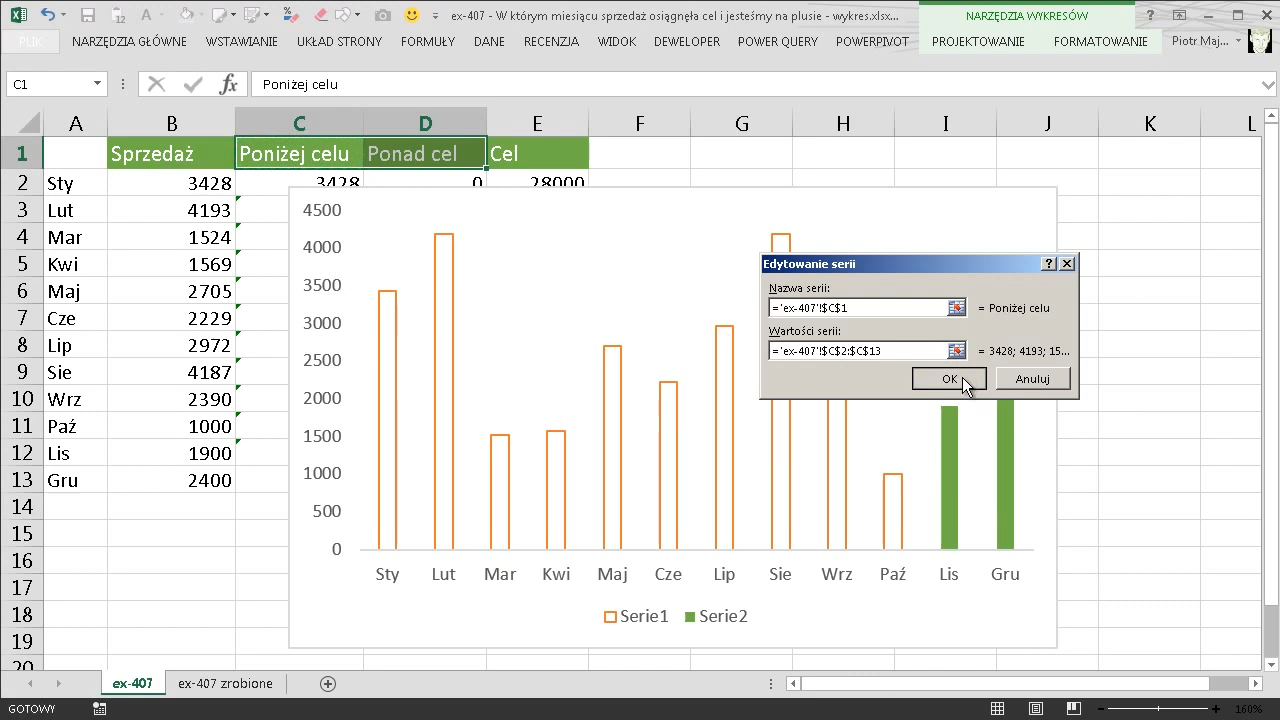 ex-407 - W którym miesiącu sprzedaż osiągnęła cel i jesteśmy na plusie - wykres.xlsx...
NARZĘDZIA WYKRESÓW
PLIK NARZĘDZIA GŁÓWNE WSTAWIANIE UKŁAD STRONY FORMUŁY DANE RECENZJA WIDOK DEWELOPER POWER QUERY POWERPIVOT PROJEKTOWANIE FORMATOWANIE Piotr Maj...
C1 fx Poniżej celu
A B C D E F G H I J K L
1 Sprzedaż Poniżej celu Ponad cel Cel
2 Sty 3428 3428 0 28000
3 Lut 4193
4 Mar 1524
5 Kwi 1569
6 Maj 2705
7 Cze 2229
8 Lip 2972
9 Sie 4187
10 Wrz 2390
11 Paź 1000
12 Lis 1900
13 Gru 2400
14
15
16
17
18
19
20
4500
4000
3500
3000
2500
2000
1500
1000
500
0
Sty Lut Mar Kwi Maj Cze Lip Sie Wrz Paź Lis Gru
Serie1 Serie2
Edytowanie serii
Nazwa serii:
='ex-407'!$C$1 = Poniżej celu
Wartości serii:
='ex-407'!$C$2:$C$13 = 3428; 4193; 15...
OK Anuluj
ex-407 ex-407 zrobione
GOTOWY 160%